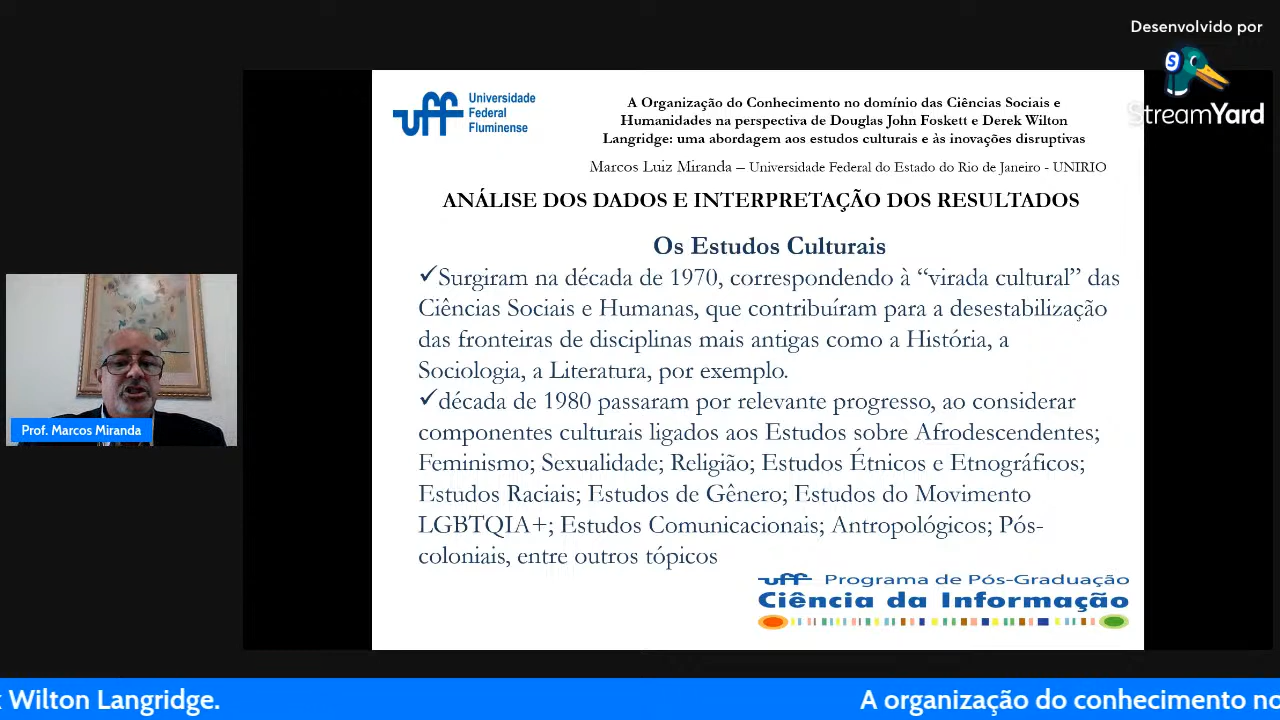 Desenvolvido por
StreamYard
uff Universidade
Federal
Fluminense
A Organização do Conhecimento no domínio das Ciências Sociais e
Humanidades na perspectiva de Douglas John Foskett e Derek Wilton
Langridge: uma abordagem aos estudos culturais e às inovações disruptivas
Marcos Luiz Miranda – Universidade Federal do Estado do Rio de Janeiro - UNIRIO
ANÁLISE DOS DADOS E INTERPRETAÇÃO DOS RESULTADOS
Os Estudos Culturais
✓Surgiram na década de 1970, correspondendo à “virada cultural” das
Ciências Sociais e Humanas, que contribuíram para a desestabilização
das fronteiras de disciplinas mais antigas como a História, a
Sociologia, a Literatura, por exemplo.
✓década de 1980 passaram por relevante progresso, ao considerar
componentes culturais ligados aos Estudos sobre Afrodescendentes;
Feminismo; Sexualidade; Religião; Estudos Étnicos e Etnográficos;
Estudos Raciais; Estudos de Gênero; Estudos do Movimento
LGBTQIA+; Estudos Comunicacionais; Antropológicos; Pós-
coloniais, entre outros tópicos
uff Programa de Pós-Graduação
Ciência da Informação
Prof. Marcos Miranda
Wilton Langridge. A organização do conhecimento no